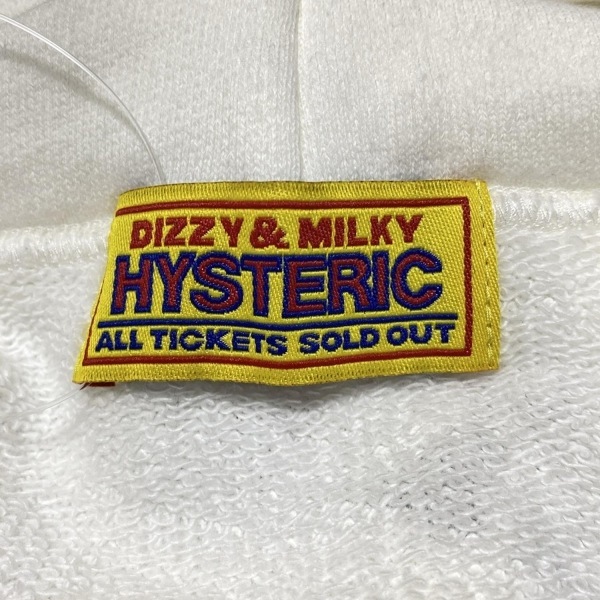 DIZZY & MILKY
HYSTERIC
ALL TICKETS SOLD OUT